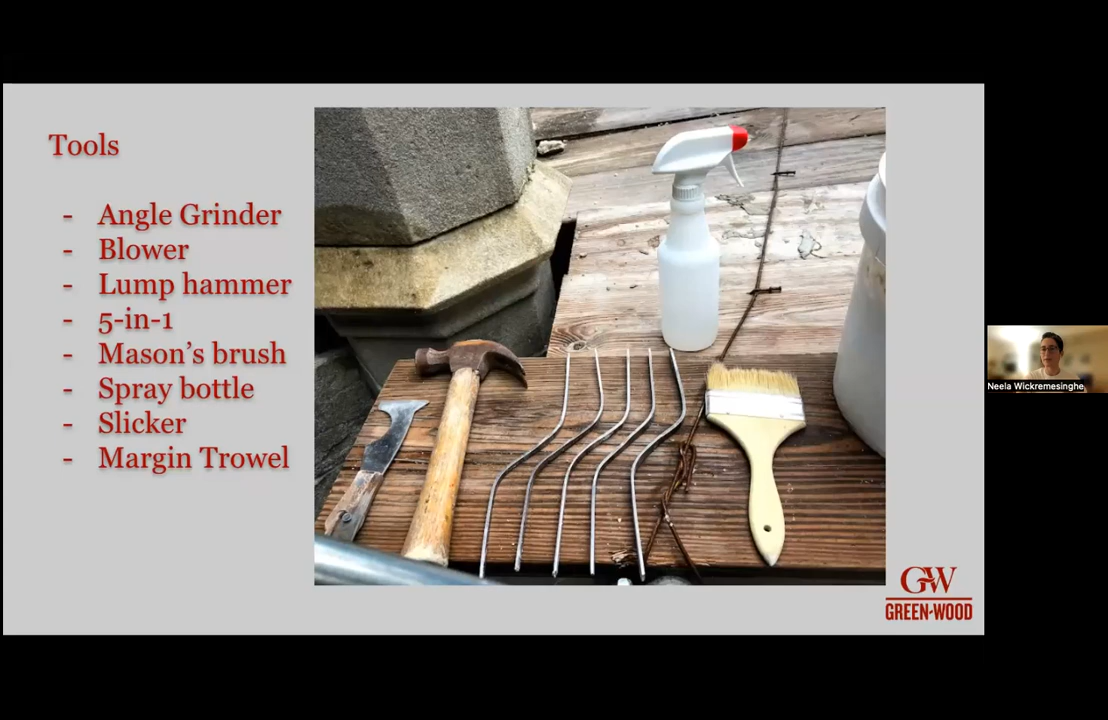 Tools
- Angle Grinder
- Blower
- Lump hammer
- 5-in-1
- Mason's brush
- Spray bottle
- Slicker
- Margin Trowel
Neela Wickremesinghe
GW
GREEN-WOOD